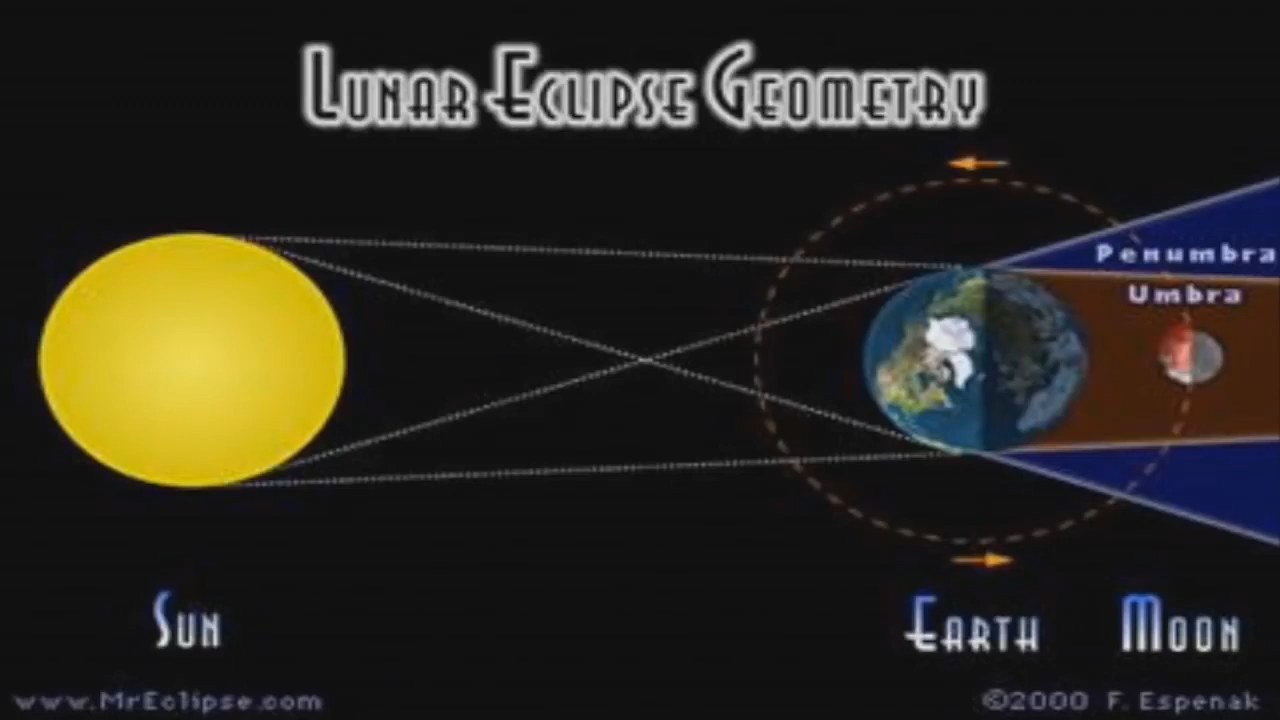 Lunar Eclipse Geometry
Penumbra
Umbra
Sun
Earth
Moon
www.MrEclipse.com
©2000 F. Espenak